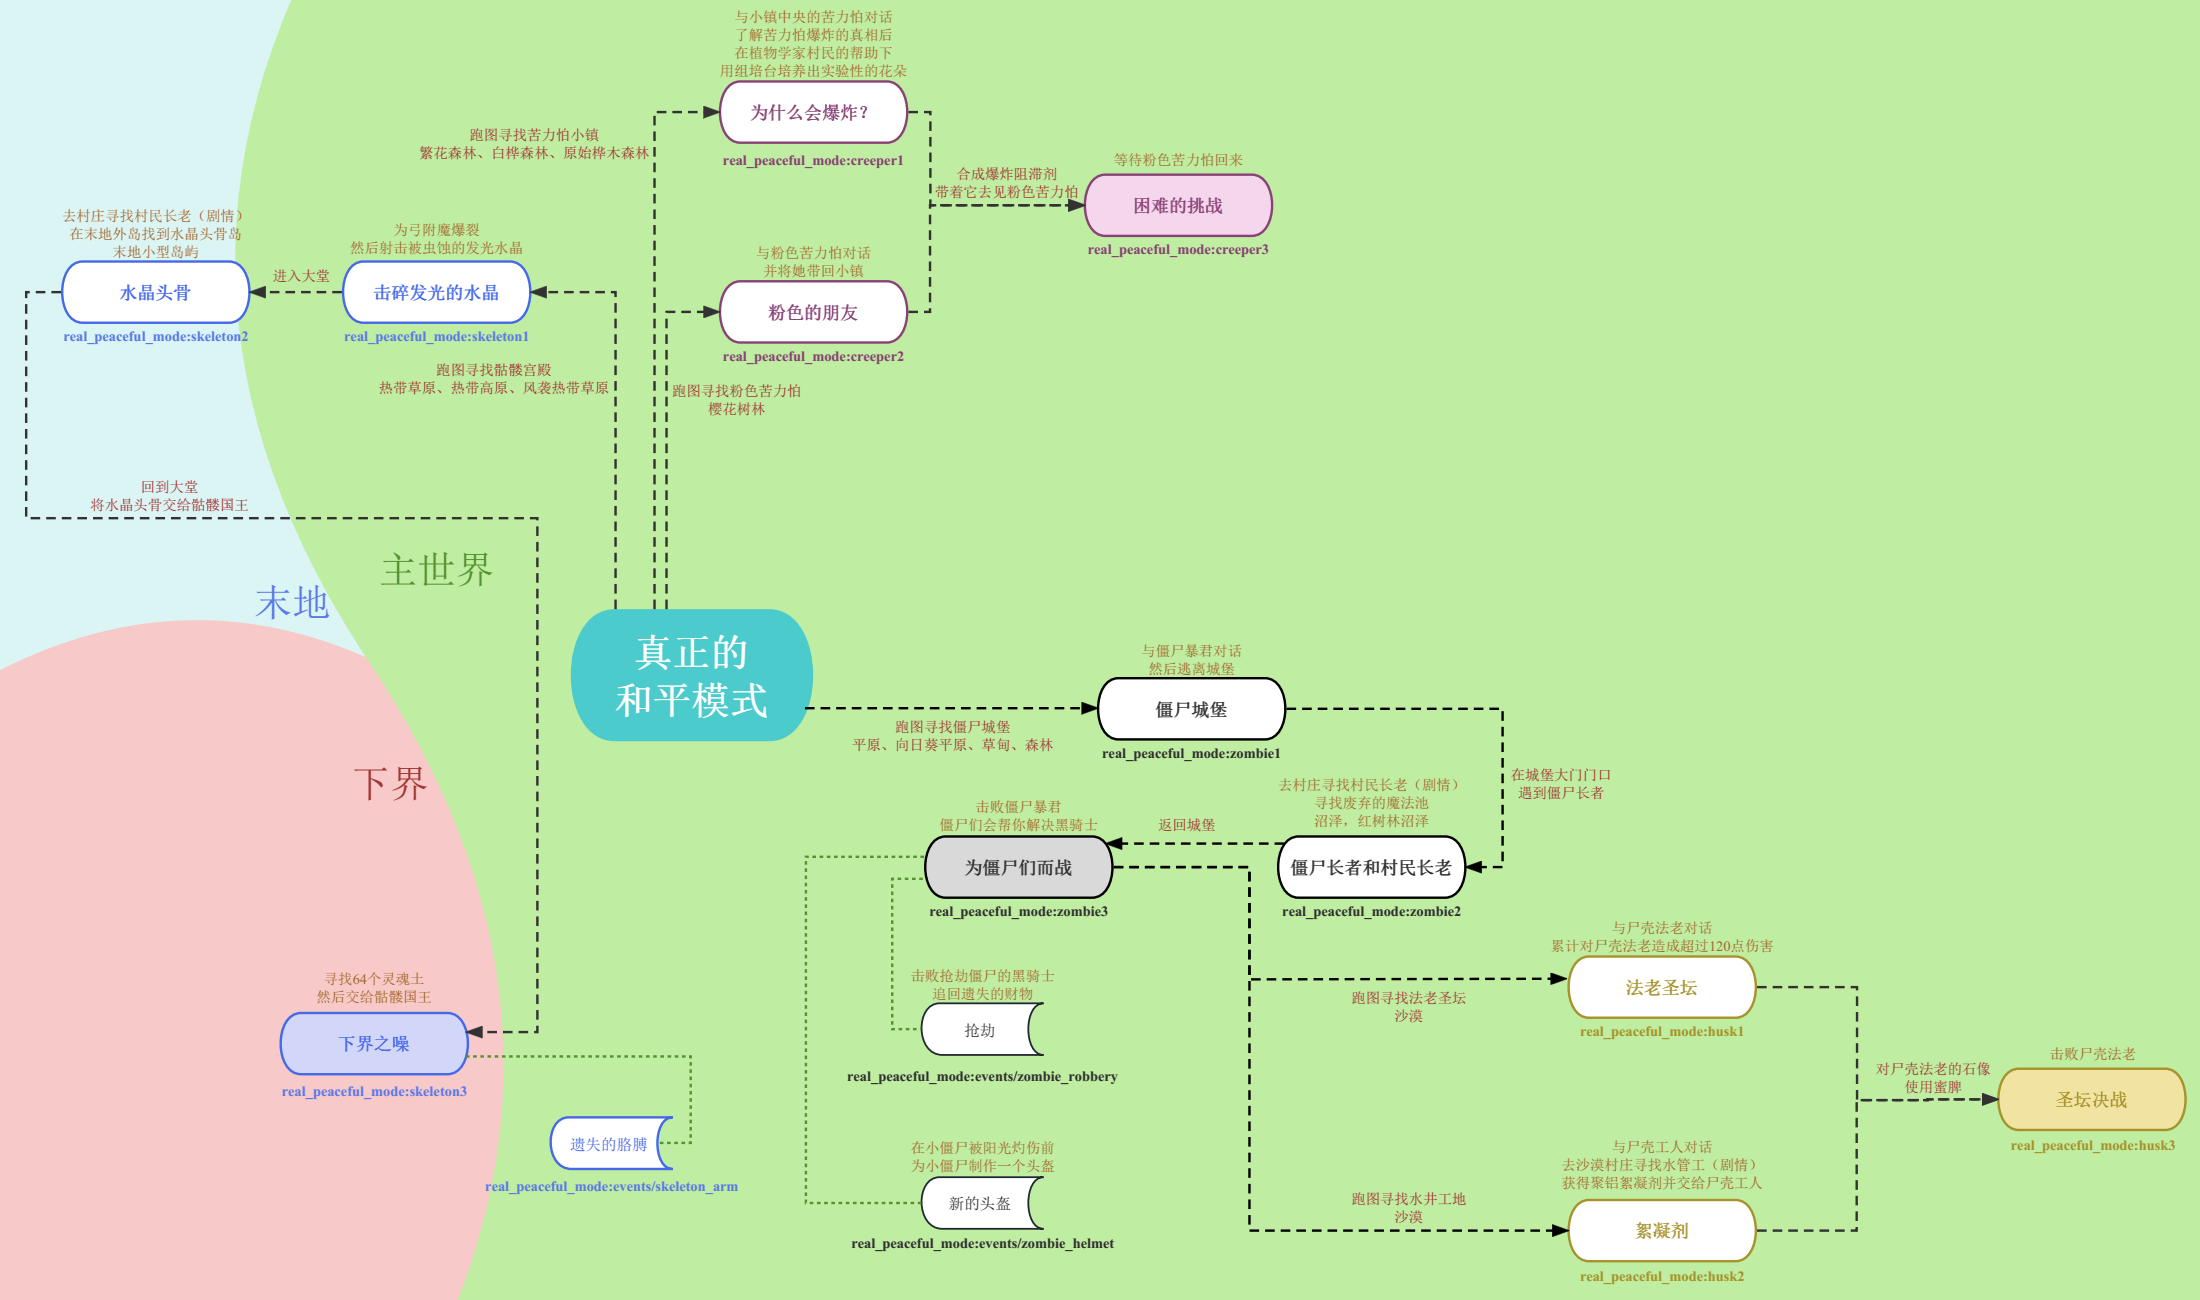 与小镇中央的苦力怕对话
了解苦力怕爆炸的真相后
在植物学家村民的帮助下
用组培台培养出实验性的花朵
为什么会爆炸？
real_peaceful_mode:creeper1
跑图寻找苦力怕小镇
繁花森林、白桦森林、原始桦木森林
合成爆炸阻滞剂
带着它去见粉色苦力怕
等待粉色苦力怕回来
困难的挑战
real_peaceful_mode:creeper3
与粉色苦力怕对话
并将她带回小镇
粉色的朋友
real_peaceful_mode:creeper2
跑图寻找粉色苦力怕
樱花树林
去村庄寻找村民长老（剧情）
在末地外岛找到水晶头骨岛
末地小型岛屿
水晶头骨
real_peaceful_mode:skeleton2
进入大堂
为弓附魔爆裂
然后射击被虫蚀的发光水晶
击碎发光的水晶
real_peaceful_mode:skeleton1
跑图寻找骷髅宫殿
热带草原、热带高原、风袭热带草原
回到大堂
将水晶头骨交给骷髅国王
主世界
末地
下界
真正的
和平模式
跑图寻找僵尸城堡
平原、向日葵平原、草甸、森林
与僵尸暴君对话
然后逃离城堡
僵尸城堡
real_peaceful_mode:zombie1
在城堡大门门口
遇到僵尸长者
去村庄寻找村民长老（剧情）
寻找废弃的魔法池
沼泽，红树林沼泽
僵尸长者和村民长老
real_peaceful_mode:zombie2
返回城堡
击败僵尸暴君
僵尸们会帮你解决黑骑士
为僵尸们而战
real_peaceful_mode:zombie3
击败抢劫僵尸的黑骑士
追回遗失的财物
抢劫
real_peaceful_mode:events/zombie_robbery
在小僵尸被阳光灼伤前
为小僵尸制作一个头盔
新的头盔
real_peaceful_mode:events/zombie_helmet
寻找64个灵魂土
然后交给骷髅国王
下界之噪
real_peaceful_mode:skeleton3
遗失的胳膊
real_peaceful_mode:events/skeleton_arm
跑图寻找法老圣坛
沙漠
与尸壳法老对话
累计对尸壳法老造成超过120点伤害
法老圣坛
real_peaceful_mode:husk1
对尸壳法老的石像
使用蜜脾
击败尸壳法老
圣坛决战
real_peaceful_mode:husk3
跑图寻找水井工地
沙漠
与尸壳工人对话
去沙漠村庄寻找水管工（剧情）
获得聚铝絮凝剂并交给尸壳工人
絮凝剂
real_peaceful_mode:husk2